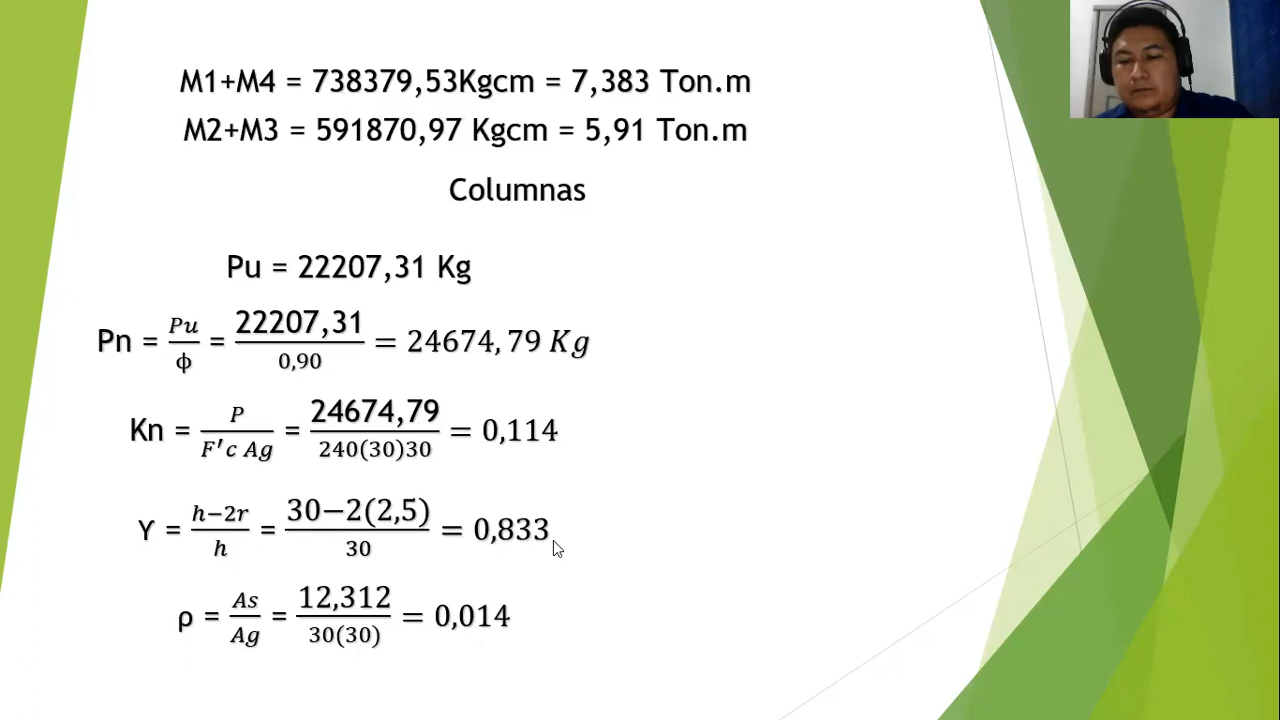 M1+M4 = 738379,53Kgcm = 7,383 Ton.m
M2+M3 = 591870,97 Kgcm = 5,91 Ton.m
Columnas
Pu = 22207,31 Kg
Pn = Pu/ф = 22207,31/0,90 = 24674,79 Kg
Kn = P/F′c Ag = 24674,79/240(30)30 = 0,114
ϒ = h−2r/h = 30−2(2,5)/30 = 0,833
ρ = As/Ag = 12,312/30(30) = 0,014